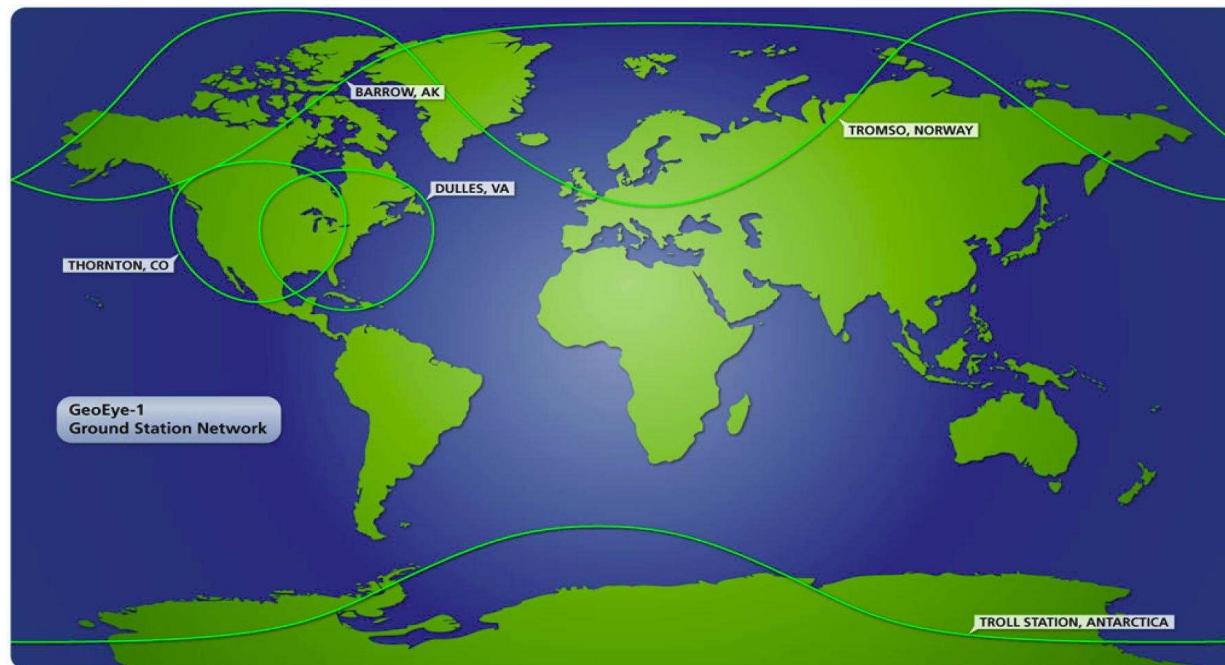 BARROW, AK
TROMSO, NORWAY
DULLES, VA
THORNTON, CO
GeoEye-1
Ground Station Network
TROLL STATION, ANTARCTICA